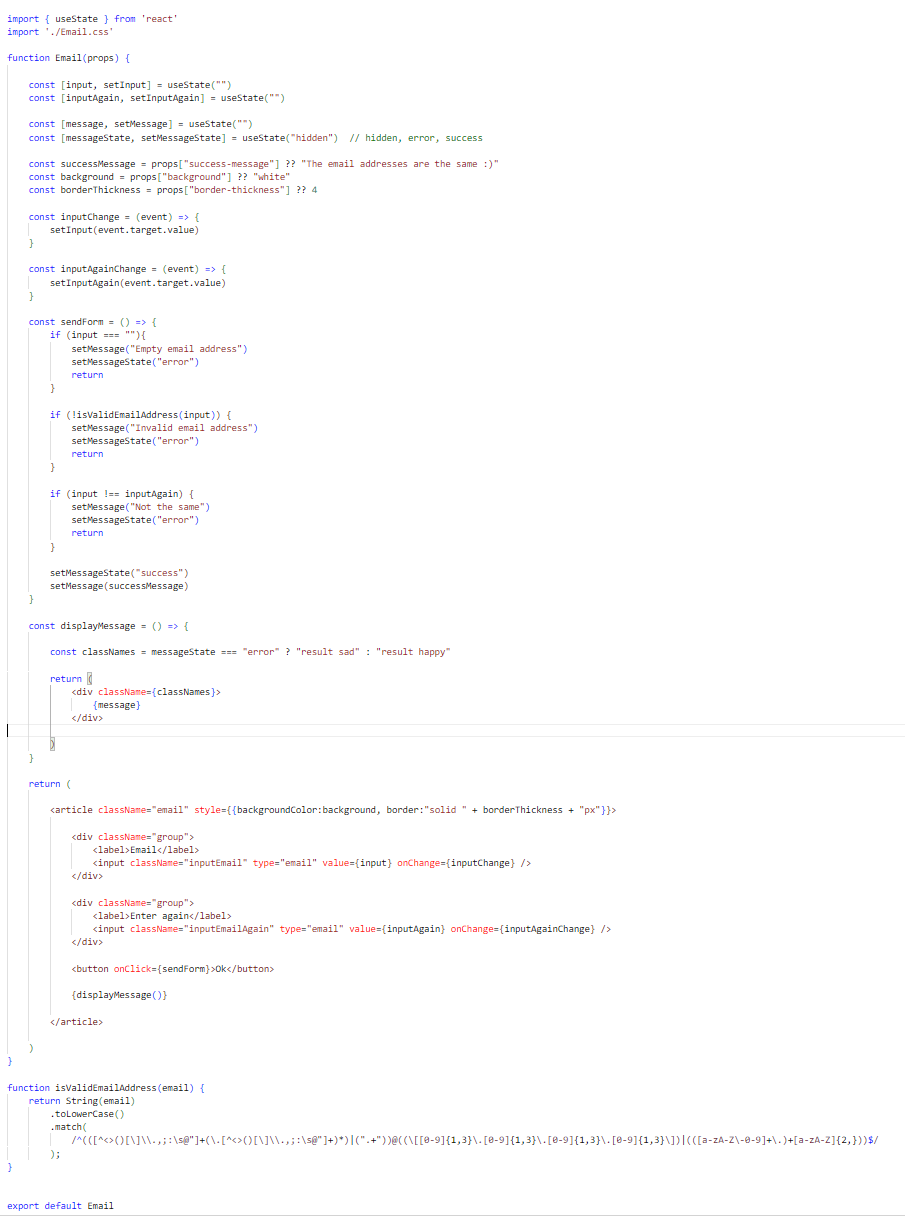 import { useState } from 'react'
import './Email.css'
function Email(props) {
const [input, setInput] = useState("")
const [inputAgain, setInputAgain] = useState("")
const [message, setMessage] = useState("")
const [messageState, setMessageState] = useState("hidden")  // hidden, error, success
const successMessage = props["success-message"] ?? "The email addresses are the same :)"
const background = props["background"] ?? "white"
const borderThickness = props["border-thickness"] ?? 4
const inputChange = (event) => {
setInput(event.target.value)
}
const inputAgainChange = (event) => {
setInputAgain(event.target.value)
}
const sendForm = () => {
if (input === ""){
setMessage("Empty email address")
setMessageState("error")
return
}
if (!isValidEmailAddress(input)) {
setMessage("Invalid email address")
setMessageState("error")
return
}
if (input !== inputAgain) {
setMessage("Not the same")
setMessageState("error")
return
}
setMessageState("success")
setMessage(successMessage)
}
const displayMessage = () => {
const classNames = messageState === "error" ? "result sad" : "result happy"
return (
<div className={classNames}>
{message}
</div>
)
}
return (
<article className="email" style={{backgroundColor:background, border:"solid " + borderThickness + "px"}}>
<div className="group">
<label>Email</label>
<input className="inputEmail" type="email" value={input} onChange={inputChange} />
</div>
<div className="group">
<label>Enter again</label>
<input className="inputEmailAgain" type="email" value={inputAgain} onChange={inputAgainChange} />
</div>
<button onClick={sendForm}>Ok</button>
{displayMessage()}
</article>
)
}
function isValidEmailAddress(email) {
return String(email)
.toLowerCase()
.match(
/^(([^<>()[\]\\.,;:\s@"]+(\.[^<>()[\]\\.,;:\s@"]+)*)|(".+"))@((\[[0-9]{1,3}\.[0-9]{1,3}\.[0-9]{1,3}\.[0-9]{1,3}\])|(([a-zA-Z\-0-9]+\.)+[a-zA-Z]{2,}))$/
);
}
export default Email